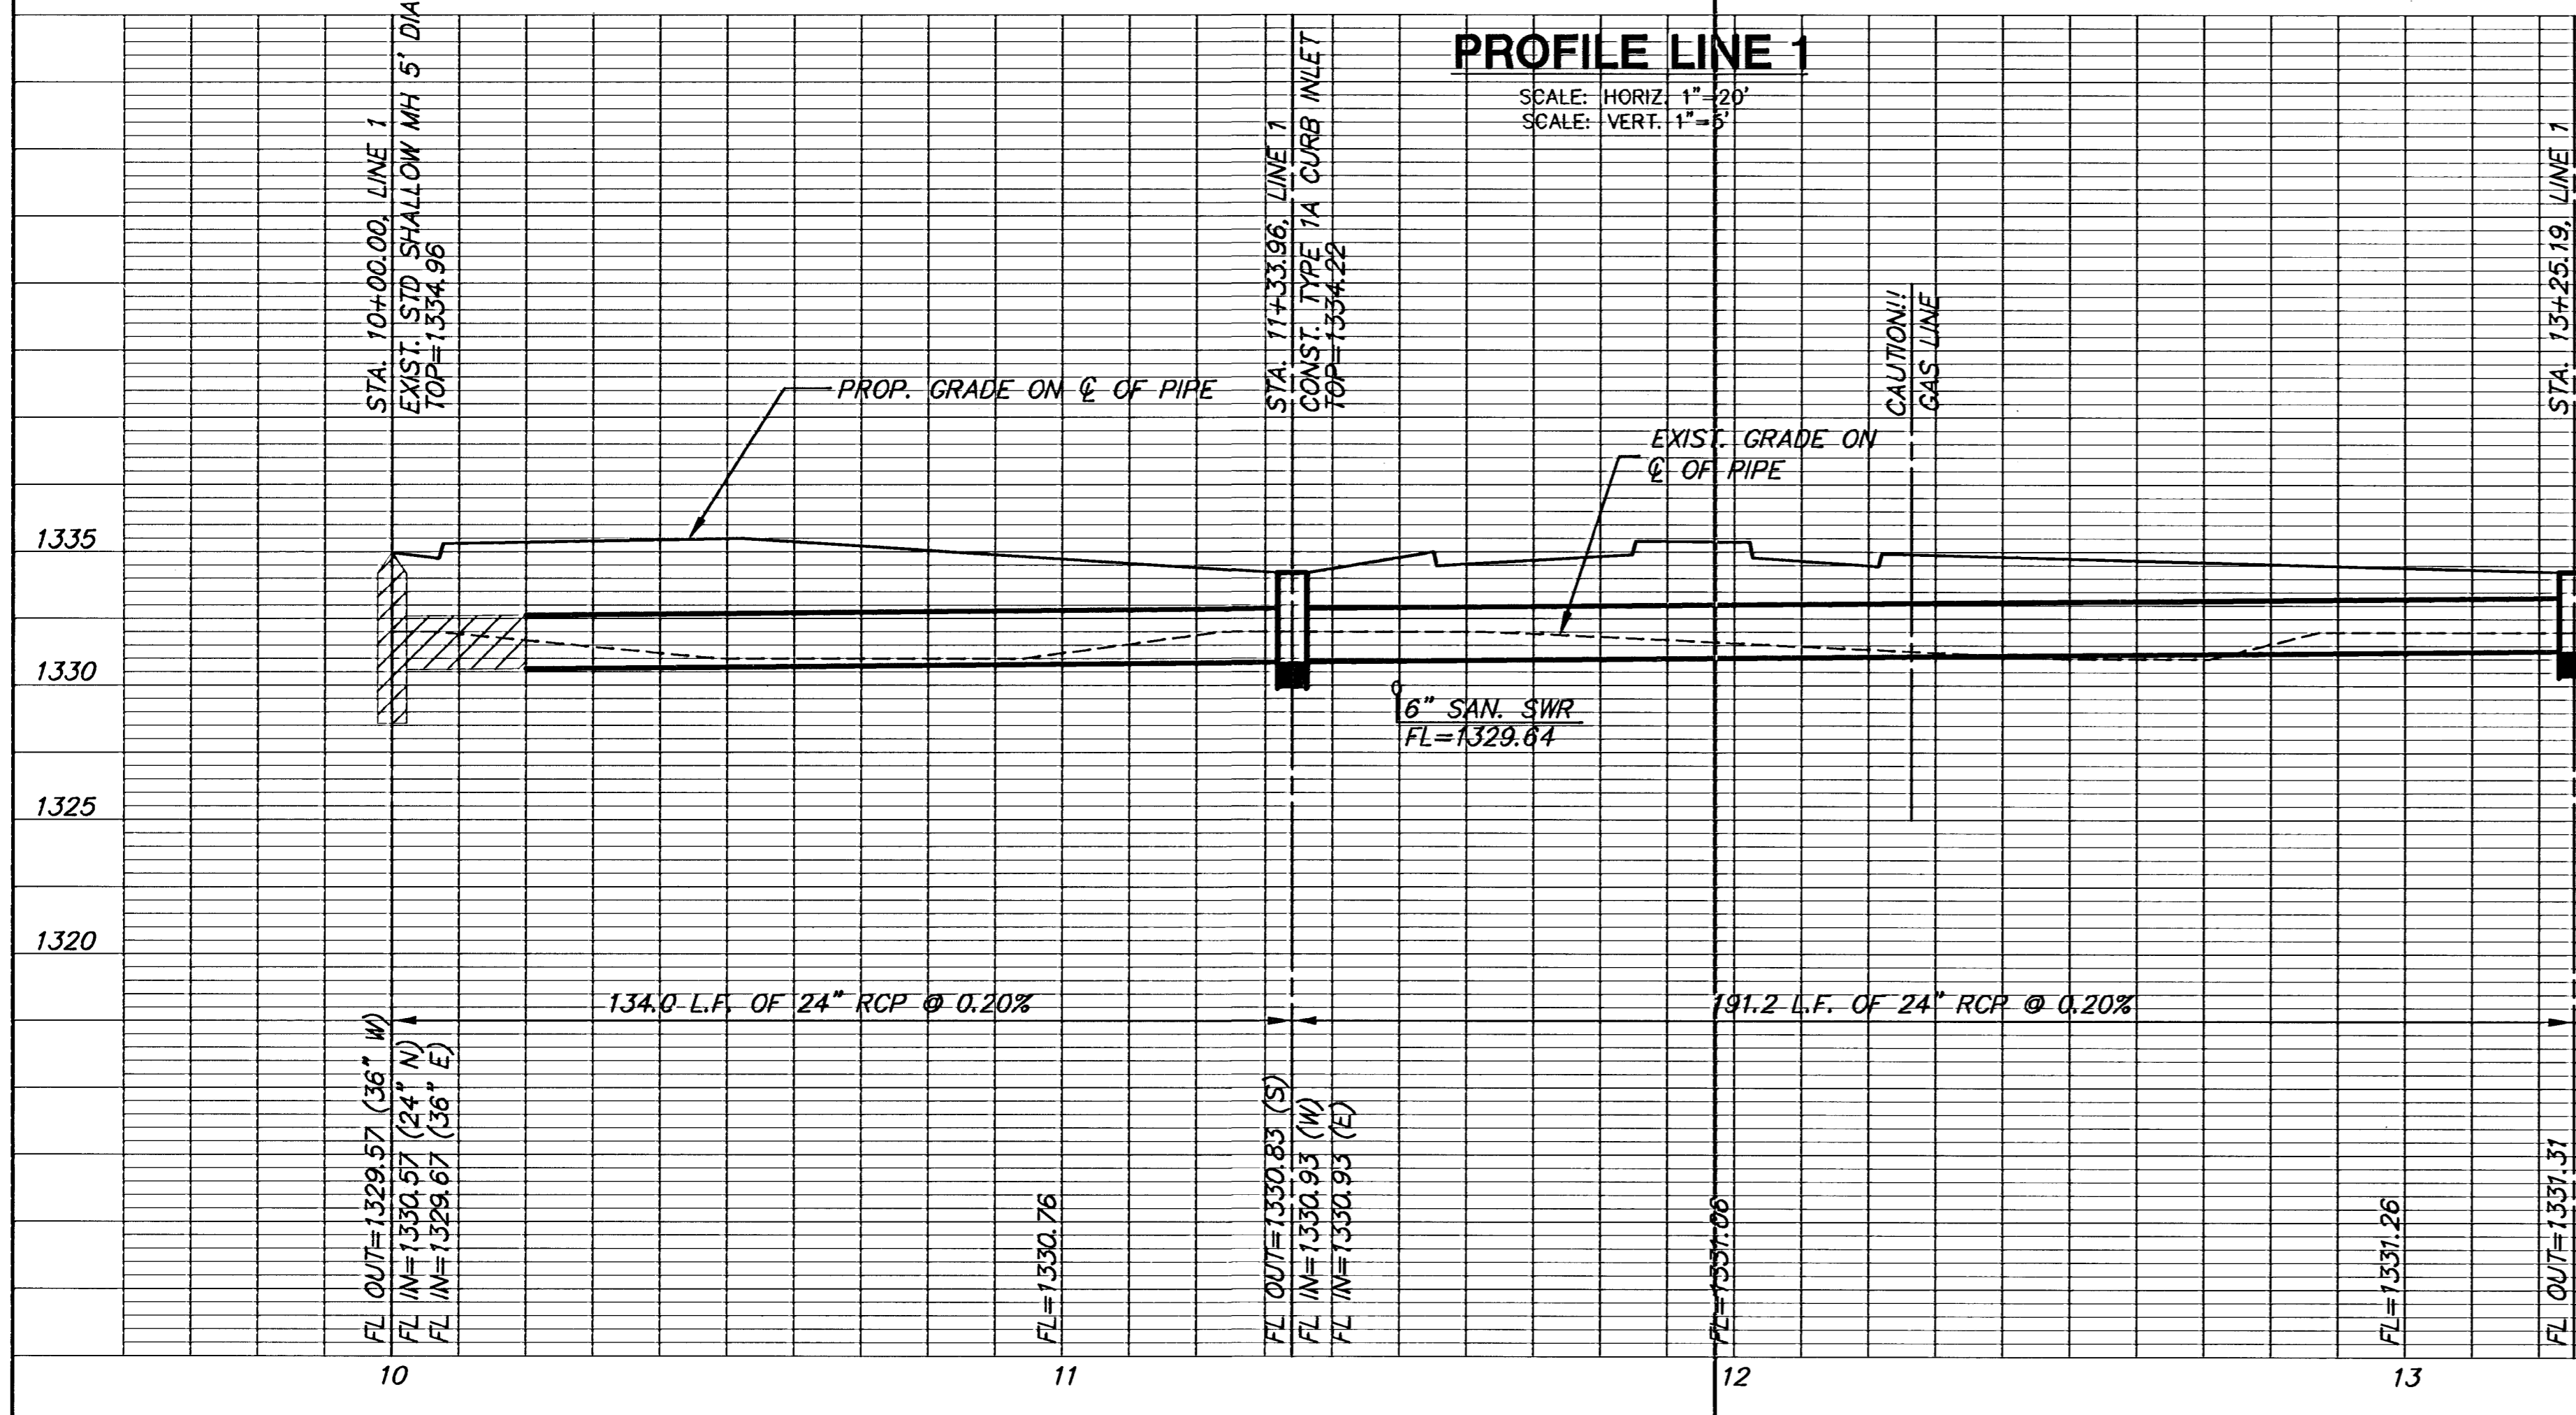 PROFILE LINE 1
SCALE: HORIZ. 1"=20'
SCALE: VERT. 1"=5'
STA. 10+00.00, LINE 1
EXIST. STD SHALLOW MH 5' DIA
TOP=1334.96
STA. 11+33.96, LINE 1
CONST. TYPE 1A CURB INLET
TOP=1334.22
CAUTION!!
GAS LINE
STA. 13+25.19, LINE 1
PROP. GRADE ON ℄ OF PIPE
EXIST. GRADE ON
℄ OF PIPE
1335
1330
1325
1320
6" SAN. SWR
FL=1329.64
134.0 L.F. OF 24" RCP @ 0.20%
191.2 L.F. OF 24" RCP @ 0.20%
FL OUT=1329.57 (36" W)
FL IN=1330.57 (24" N)
FL IN=1329.67 (36" E)
FL=1330.76
FL OUT=1330.83 (S)
FL IN=1330.93 (W)
FL IN=1330.93 (E)
FL=1331.06
FL=1331.26
FL OUT=1331.31
10
11
12
13